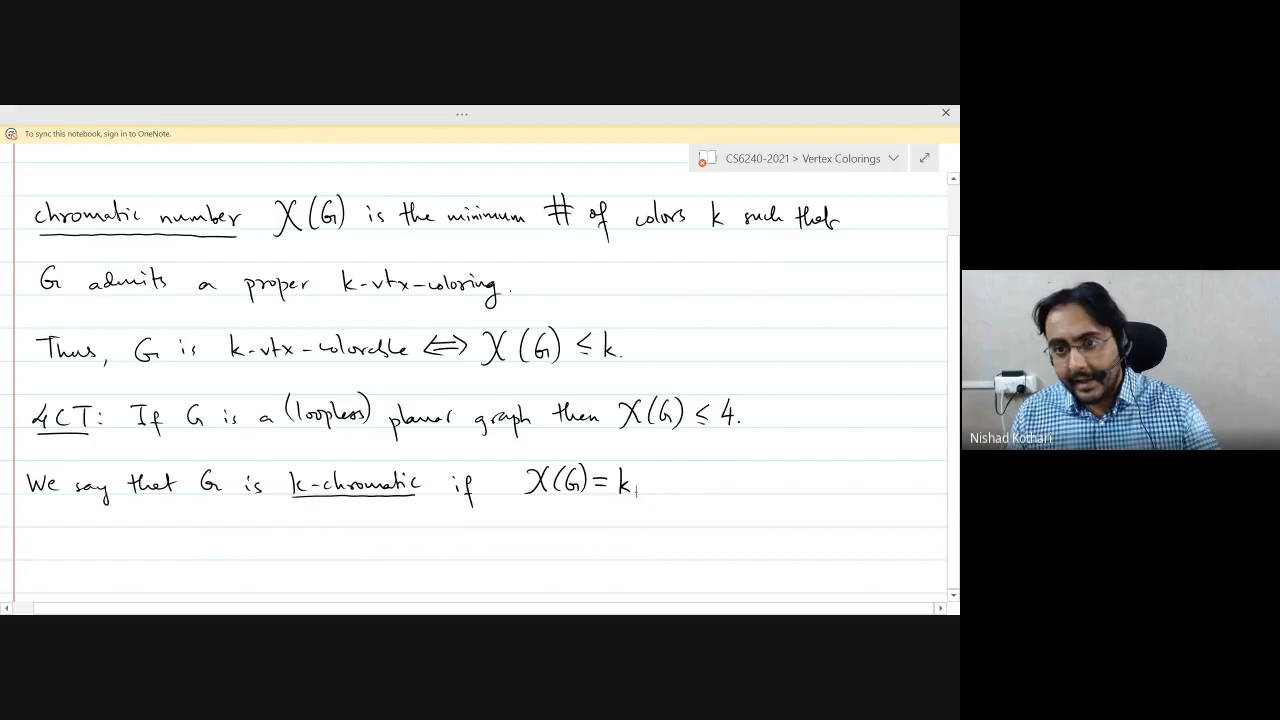 To sync this notebook, sign in to OneNote.
CS6240-2021 > Vertex Colorings
chromatic number χ(G) is the minimum # of colors k such that
G admits a proper k-vtx-coloring.
Thus, G is k-vtx-colorable ⟺ χ(G) ≤ k.
4CT: If G is a (loopless) planar graph then χ(G) ≤ 4.
We say that G is k-chromatic if χ(G) = k
Nishad Kothari